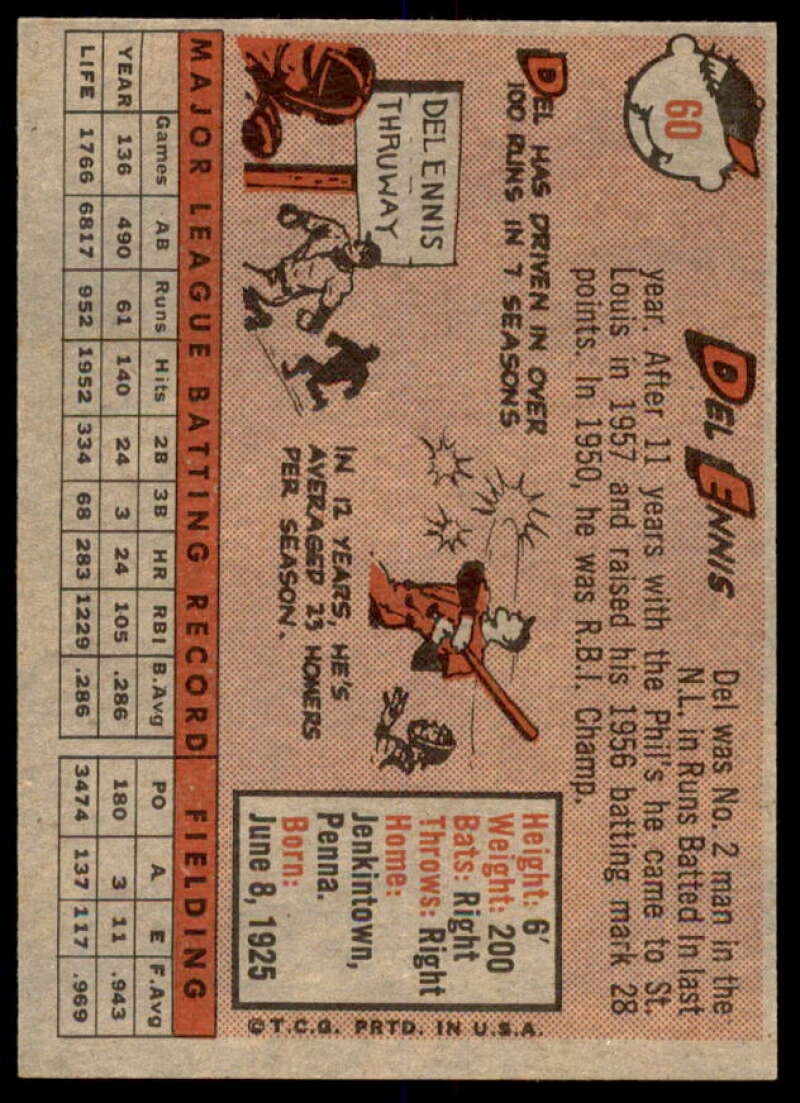 60
DEL ENNIS
Del was No. 2 man in the
N.L. in Runs Batted In last
year. After 11 years with the Phil's he came to St.
Louis in 1957 and raised his 1956 batting mark 28
points. In 1950, he was R.B.I. Champ.
DEL HAS DRIVEN IN OVER
100 RUNS IN 7 SEASONS
DEL ENNIS
THRUWAY
IN 12 YEARS, HE'S
AVERAGED 23 HOMERS
PER SEASON.
Height: 6'
Weight: 200
Bats: Right
Throws: Right
Home:
Jenkintown,
Penna.
Born:
June 8, 1925
©T.C.G. PRTD. IN U.S.A.
MAJOR LEAGUE BATTING RECORD FIELDING
Games AB Runs Hits 2B 3B HR RBI B.Avg PO A E F.Avg
YEAR 136 490 61 140 24 3 24 105 .286 180 3 11 .943
LIFE 1766 6817 952 1952 334 68 283 1229 .286 3474 137 117 .969